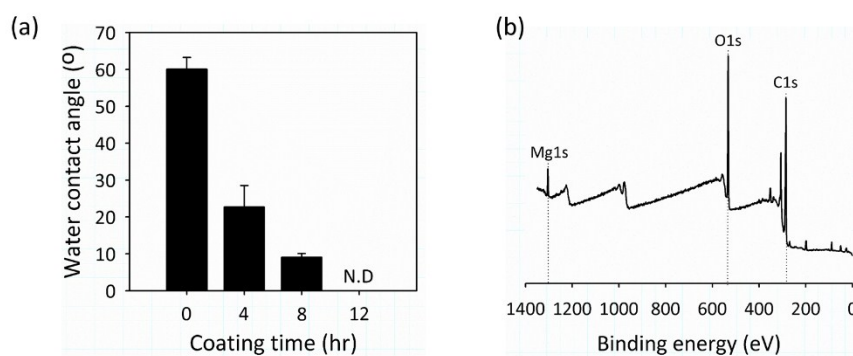 (a)
Water contact angle (º)
70
60
50
40
30
20
10
0
N.D
0 4 8 12
Coating time (hr)
(b)
O1s
C1s
Mg1s
1400 1200 1000 800 600 400 200 0
Binding energy (eV)